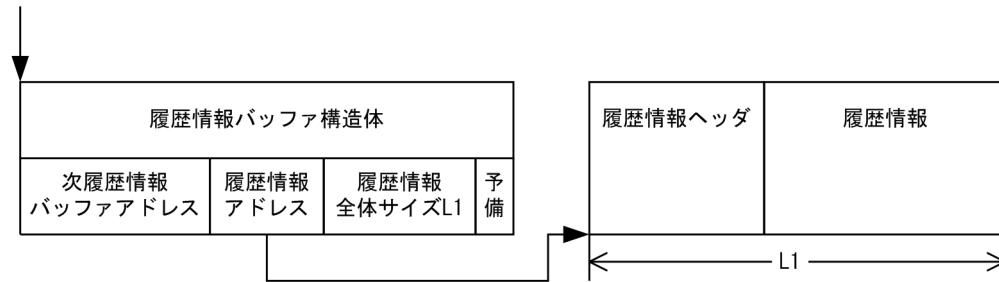 履歴情報バッファ構造体
次履歴情報
バッファアドレス
履歴情報
アドレス
履歴情報
全体サイズL1
予
備
履歴情報ヘッダ
履歴情報
L1